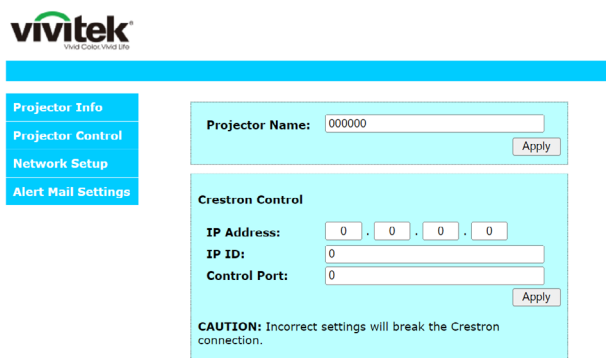 vivitek
Vivid Color, Vivid Life
Projector Info
Projector Control
Network Setup
Alert Mail Settings
Projector Name: 000000
Apply
Crestron Control
IP Address: 0 . 0 . 0 . 0
IP ID: 0
Control Port: 0
Apply
CAUTION: Incorrect settings will break the Crestron
connection.